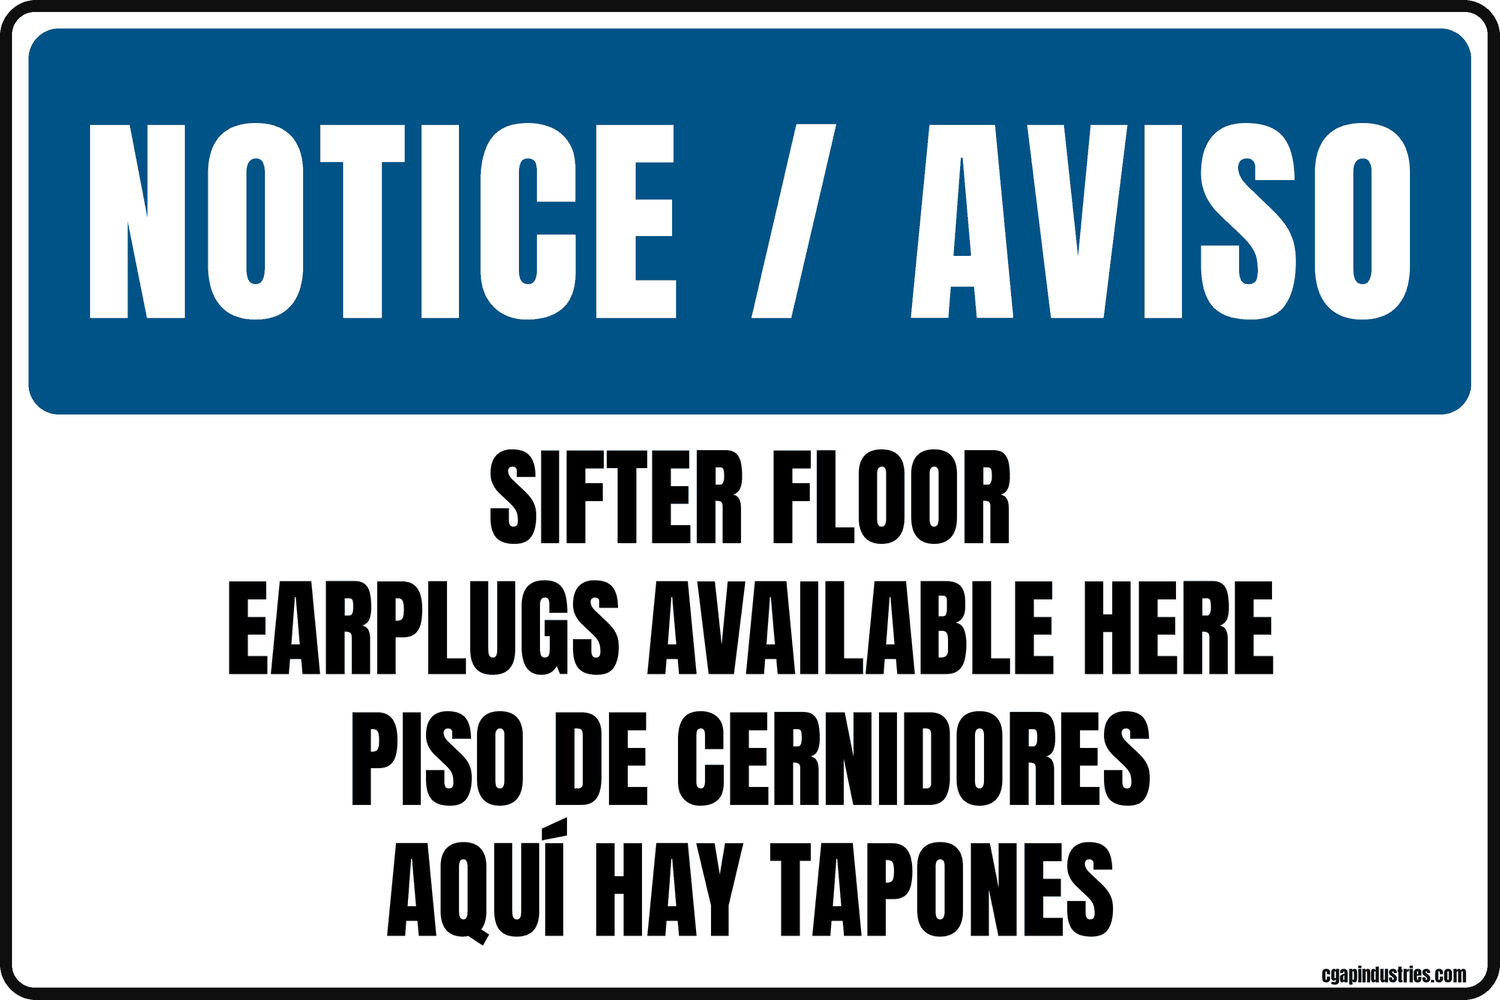 NOTICE / AVISO
SIFTER FLOOR
EARPLUGS AVAILABLE HERE
PISO DE CERNIDORES
AQUÍ HAY TAPONES
cgapindustries.com